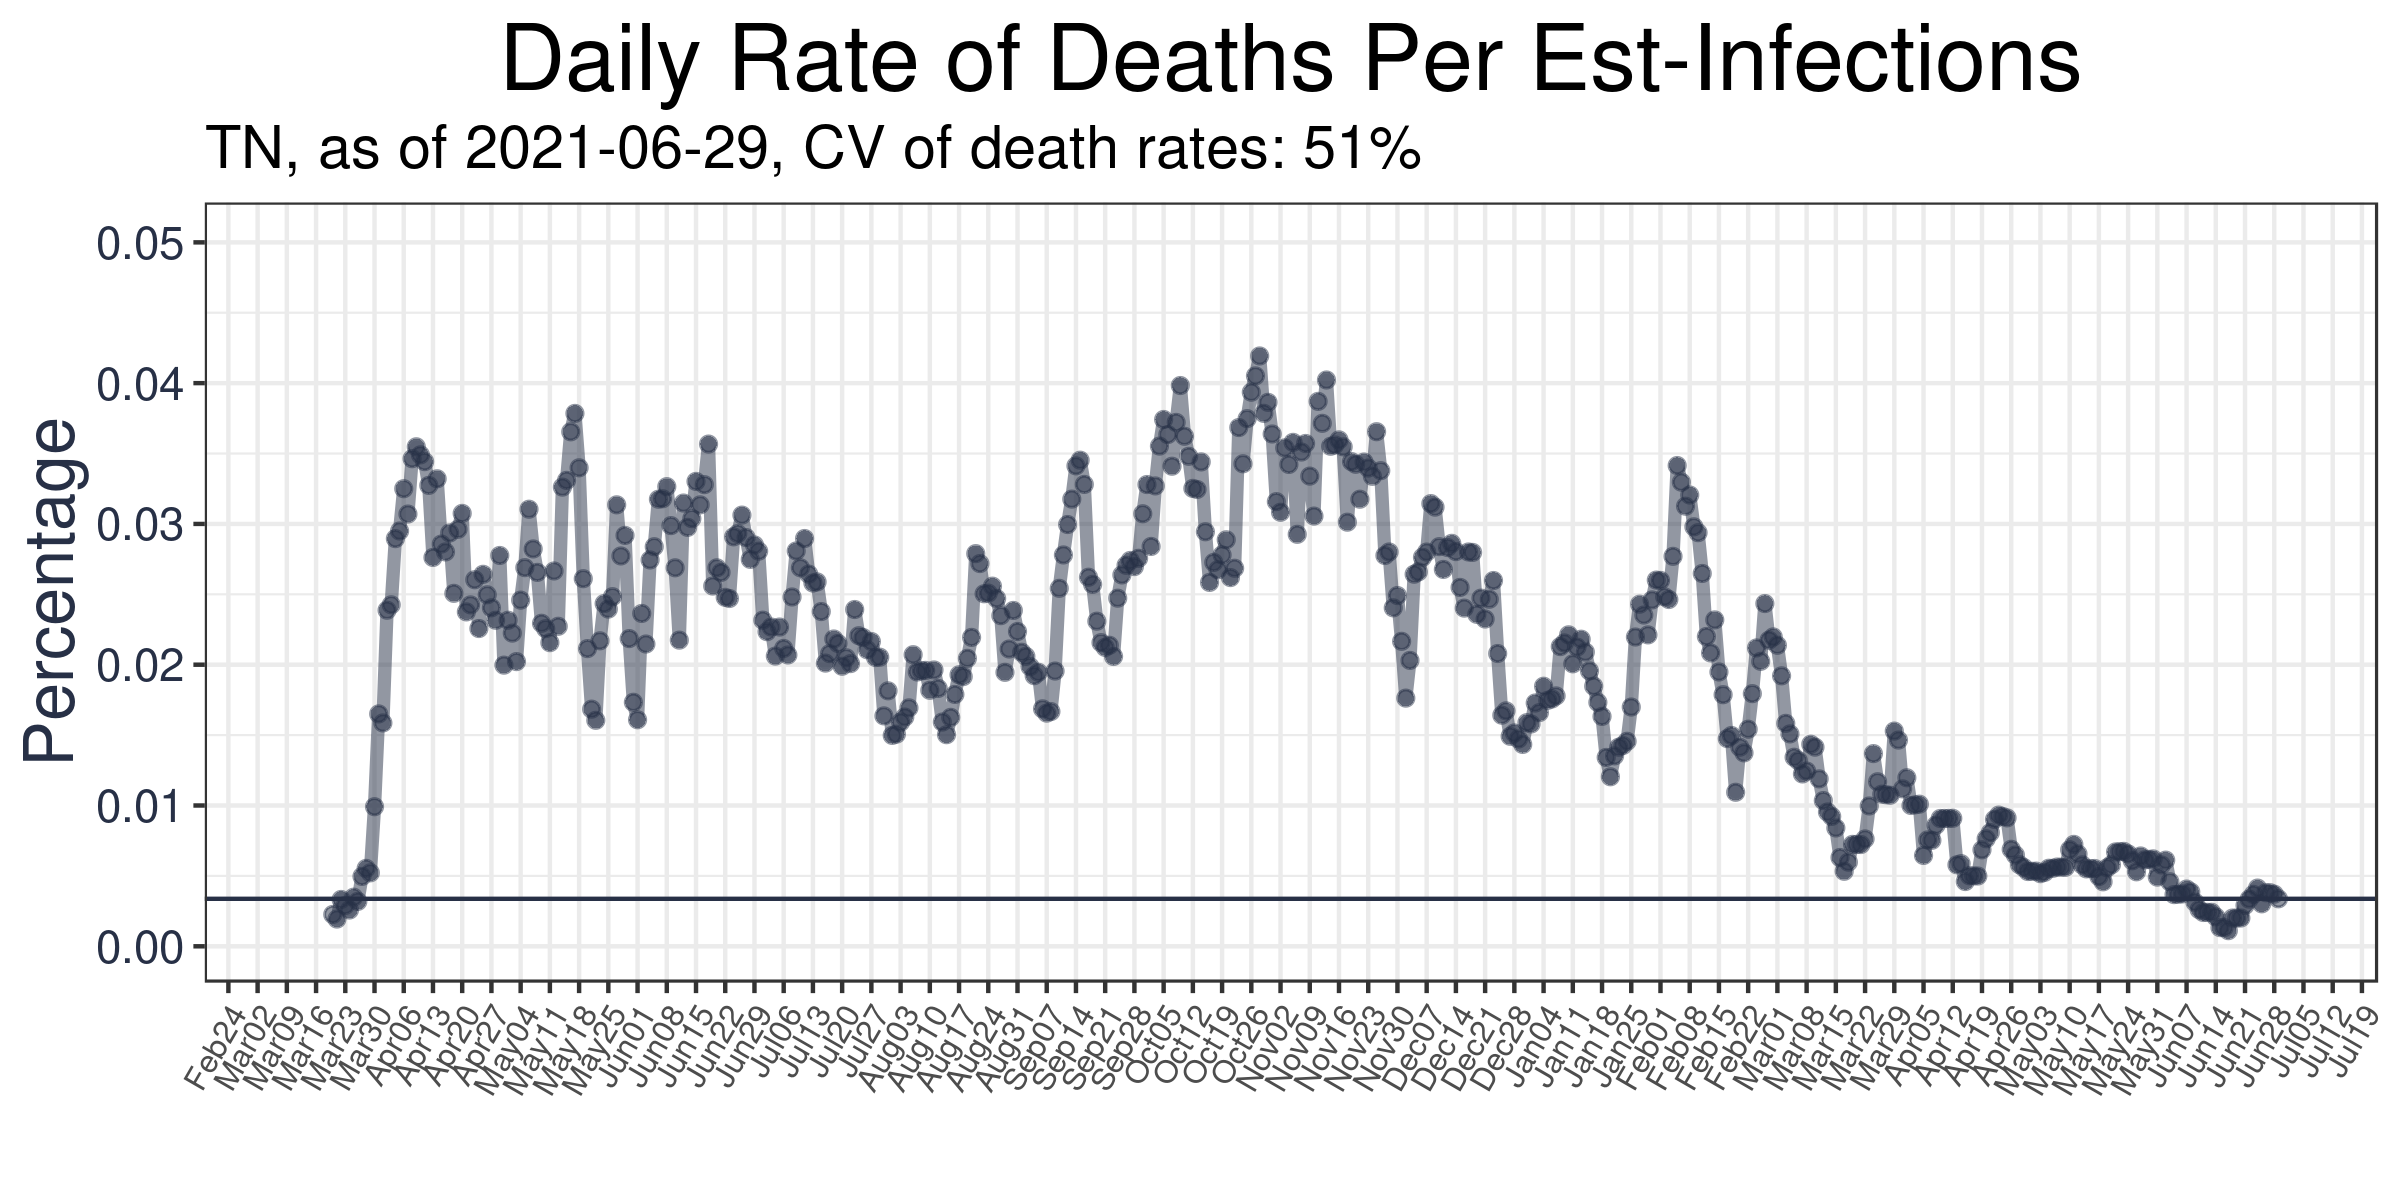 Daily Rate of Deaths Per Est-Infections
TN, as of 2021-06-29, CV of death rates: 51%
Percentage
0.05
0.04
0.03
0.02
0.01
0.00
Feb24
Mar02
Mar09
Mar16
Mar23
Mar30
Apr06
Apr13
Apr20
Apr27
May04
May11
May18
May25
Jun01
Jun08
Jun15
Jun22
Jun29
Jul06
Jul13
Jul20
Jul27
Aug03
Aug10
Aug17
Aug24
Aug31
Sep07
Sep14
Sep21
Sep28
Oct05
Oct12
Oct19
Oct26
Nov02
Nov09
Nov16
Nov23
Nov30
Dec07
Dec14
Dec21
Dec28
Jan04
Jan11
Jan18
Jan25
Feb01
Feb08
Feb15
Feb22
Mar01
Mar08
Mar15
Mar22
Mar29
Apr05
Apr12
Apr19
Apr26
May03
May10
May17
May24
May31
Jun07
Jun14
Jun21
Jun28
Jul05
Jul12
Jul19